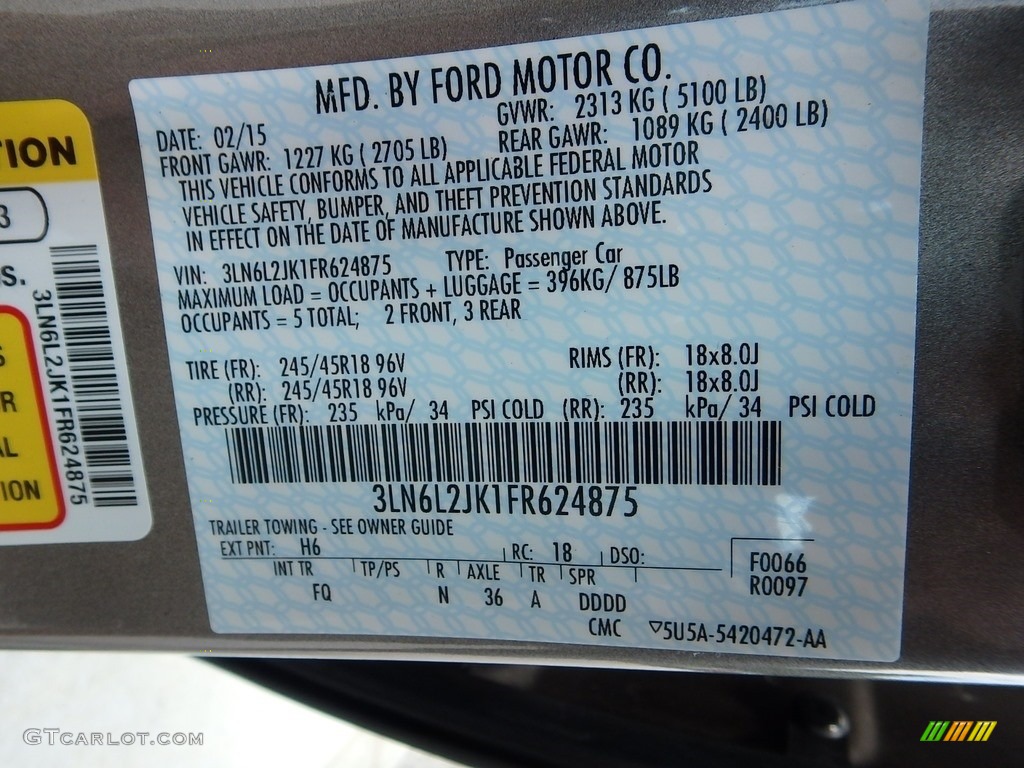 MFD. BY FORD MOTOR CO.
DATE: 02/15 GVWR: 2313 KG ( 5100 LB)
FRONT GAWR: 1227 KG ( 2705 LB) REAR GAWR: 1089 KG ( 2400 LB)
THIS VEHICLE CONFORMS TO ALL APPLICABLE FEDERAL MOTOR
VEHICLE SAFETY, BUMPER, AND THEFT PREVENTION STANDARDS
IN EFFECT ON THE DATE OF MANUFACTURE SHOWN ABOVE.
VIN: 3LN6L2JK1FR624875 TYPE: Passenger Car
MAXIMUM LOAD = OCCUPANTS + LUGGAGE = 396KG/ 875LB
OCCUPANTS = 5 TOTAL; 2 FRONT, 3 REAR
TIRE (FR): 245/45R18 96V RIMS (FR): 18x8.0J
(RR): 245/45R18 96V (RR): 18x8.0J
PRESSURE (FR): 235 kPa/ 34 PSI COLD (RR): 235 kPa/ 34 PSI COLD
3LN6L2JK1FR624875
TRAILER TOWING - SEE OWNER GUIDE
EXT PNT: H6 RC: 18 DSO:
INT TR TP/PS R AXLE TR SPR
FQ N 36 A DDDD
F0066
R0097
CMC ▽5U5A-5420472-AA
TION
3
S.
3LN6L2JK1FR624875
S
R
AL
ION
GTcarlot.com